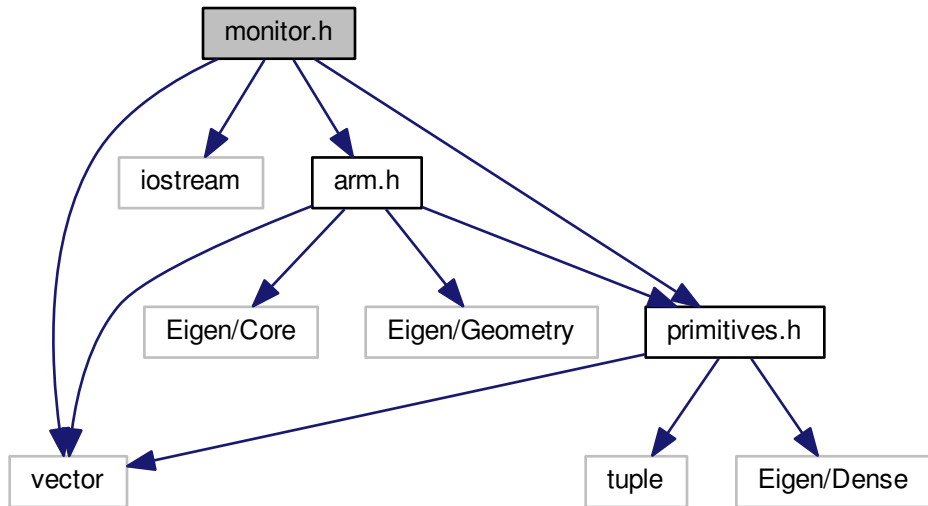 monitor.h
iostream
arm.h
Eigen/Core
Eigen/Geometry
primitives.h
vector
tuple
Eigen/Dense